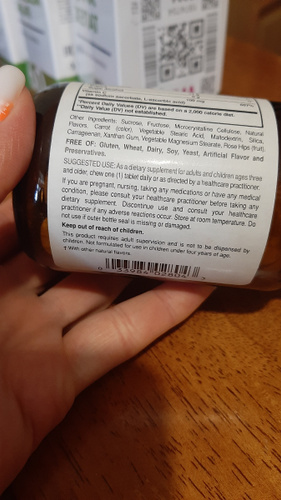 (as sodium ascorbate, L-ascorbic acid)
*Percent Daily Values (DV) are based on a 2,000 calorie diet.
**Daily Value (DV) not established.
Other Ingredients: Sucrose, Fructose, Microcrystalline Cellulose, Natural
Flavors, Carrot (color), Vegetable Stearic Acid, Maltodextrin, Silica,
Carrageenan, Xanthan Gum, Vegetable Magnesium Stearate, Rose Hips (fruit).
FREE OF: Gluten, Wheat, Dairy, Soy, Yeast, Artificial Flavor and
Preservatives.
SUGGESTED USE: As a dietary supplement for adults and children ages three
and older, chew one (1) tablet daily or as directed by a healthcare practitioner.
If you are pregnant, nursing, taking any medications or have any medical
condition, please consult your healthcare practitioner before taking any
dietary supplement. Discontinue use and consult your healthcare
practitioner if any adverse reactions occur. Store at room temperature. Do
not use if outer bottle seal is missing or damaged.
Keep out of reach of children.
This product requires adult supervision and is not to be dispensed by
children. Not formulated for use in children under four years of age.
† With other natural flavors.